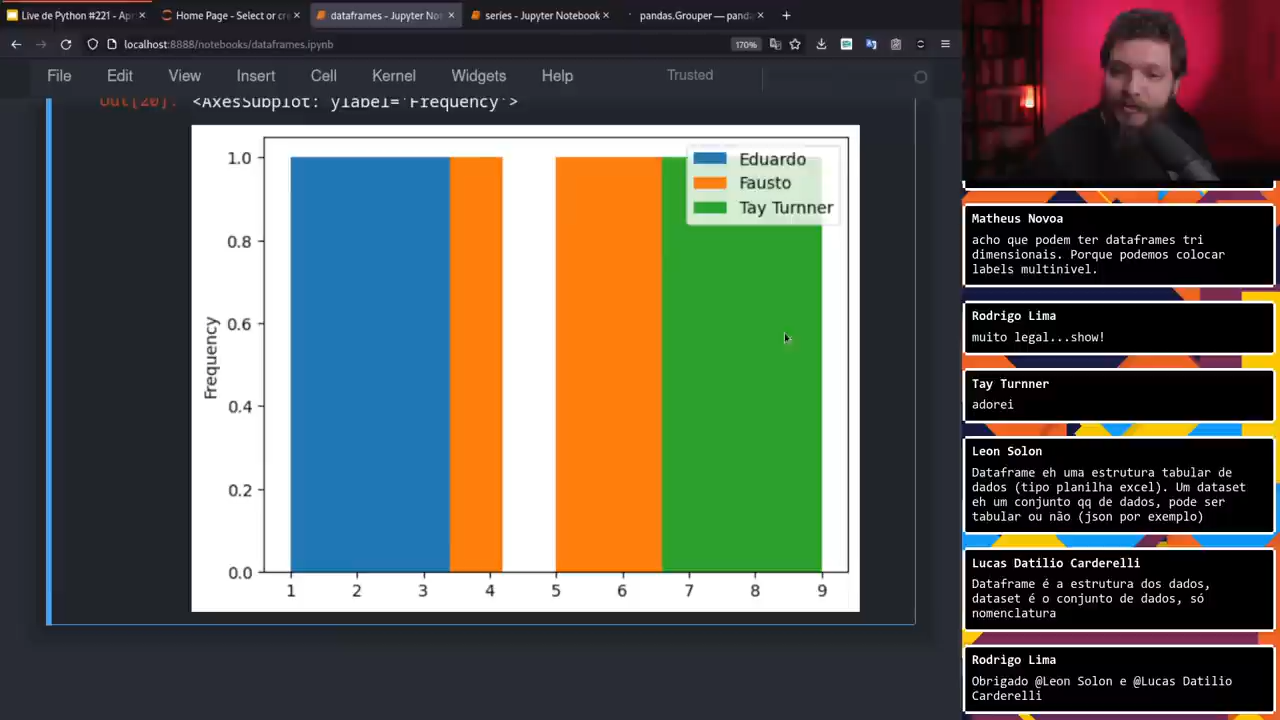 Live de Python #221 - Apr
Home Page - Select or cre
dataframes - Jupyter No
series - Jupyter Notebook
pandas.Grouper — panda
localhost:8888/notebooks/dataframes.ipynb
170%
File Edit View Insert Cell Kernel Widgets Help Trusted
Out[20]: <AxesSubplot: ylabel='Frequency'>
1.0
0.8
0.6
0.4
0.2
0.0
Frequency
Eduardo
Fausto
Tay Turnner
1 2 3 4 5 6 7 8 9
Matheus Novoa
acho que podem ter dataframes tri
dimensionais. Porque podemos colocar
labels multinivel.
Rodrigo Lima
muito legal...show!
Tay Turnner
adorei
Leon Solon
Dataframe eh uma estrutura tabular de
dados (tipo planilha excel). Um dataset
eh um conjunto qq de dados, pode ser
tabular ou não (json por exemplo)
Lucas Datilio Carderelli
Dataframe é a estrutura dos dados,
dataset é o conjunto de dados, só
nomenclatura
Rodrigo Lima
Obrigado @Leon Solon e @Lucas Datilio
Carderelli